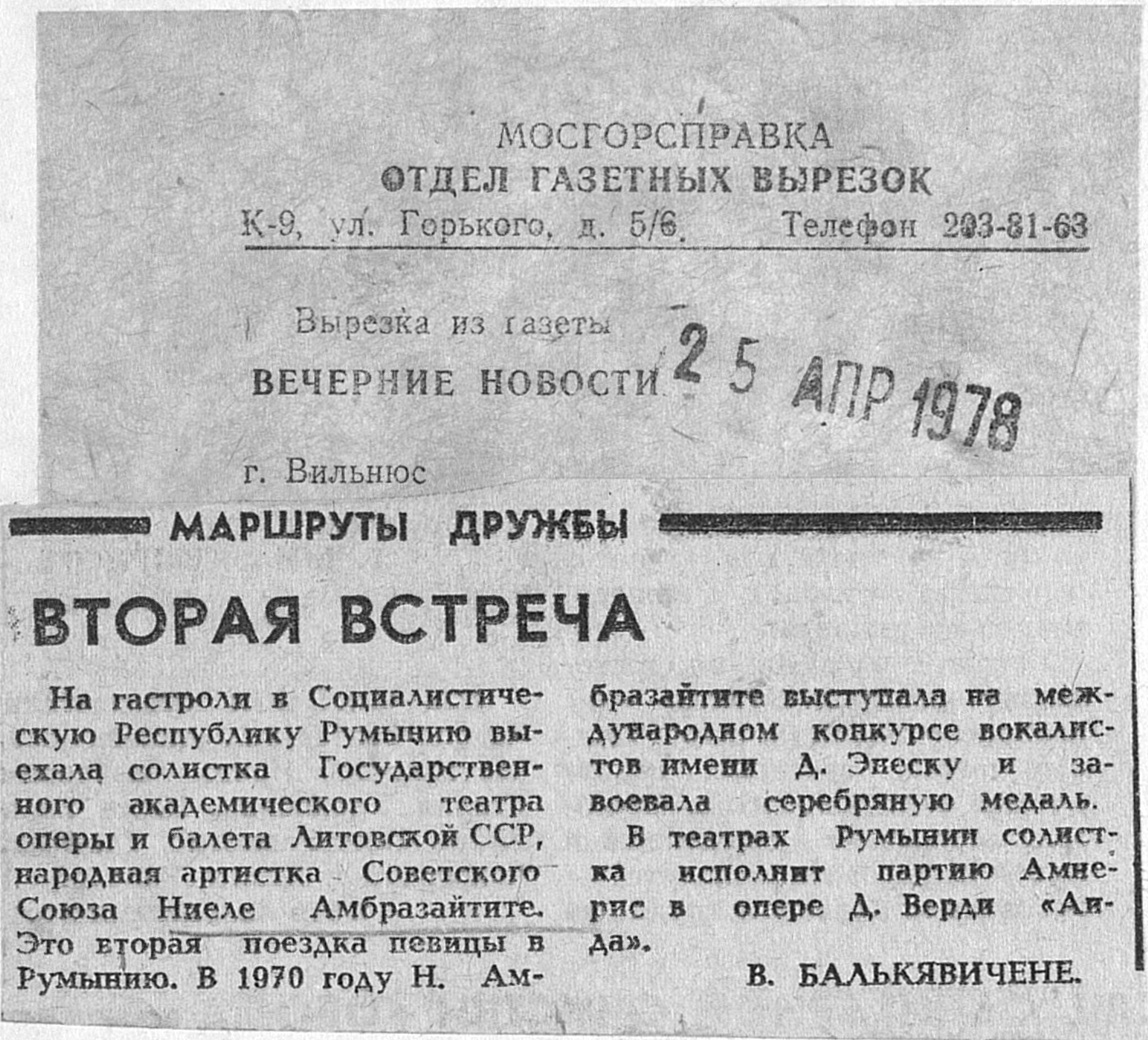 МОСГОРСПРАВКА
ОТДЕЛ ГАЗЕТНЫХ ВЫРЕЗОК
К-9, ул. Горького, д. 5/6. Телефон 203-81-63
Вырезка из газеты
ВЕЧЕРНИЕ НОВОСТИ
25 АПР 1978
г. Вильнюс
МАРШРУТЫ ДРУЖБЫ
ВТОРАЯ ВСТРЕЧА
На гастроли в Социалистиче-
скую Республику Румынию вы-
ехала солистка Государствен-
ного академического театра
оперы и балета Литовской ССР,
народная артистка Советского
Союза Ниеле Амбразайтите.
Это вторая поездка певицы в
Румынию. В 1970 году Н. Ам-
бразайтите выступала на меж-
дународном конкурсе вокалис-
тов имени Д. Энеску и за-
воевала серебряную медаль.
В театрах Румынии солист-
ка исполнит партию Амне-
рис в опере Д. Верди «Аи-
да».
В. БАЛЬКЯВИЧЕНЕ.